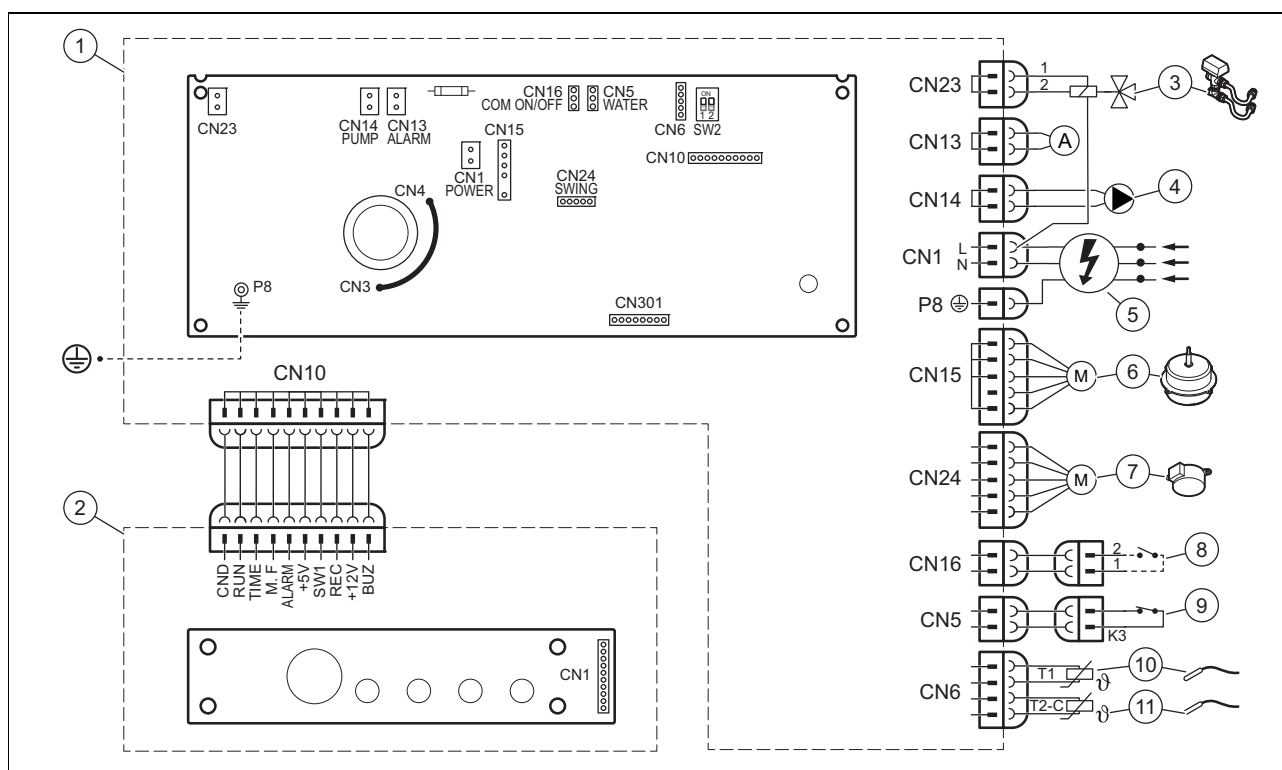 1
CN23
CN14
PUMP
CN13
ALARM
CN16
COM ON/OFF
CN5
WATER
CN6
ON
1 2
SW2
CN15
CN10
CN1
POWER
CN24
SWING
CN4
CN3
P8
CN301
CN10
2
CND
RUN
TIME
M. F
ALARM
+5V
SW1
REC
+12V
BUZ
CN1
CN23
1
2
3
CN13
A
CN14
4
CN1
L
N
P8
5
CN15
M
6
CN24
M
7
CN16
2
1
8
CN5
K3
9
CN6
T1
ϑ
10
T2-C
ϑ
11